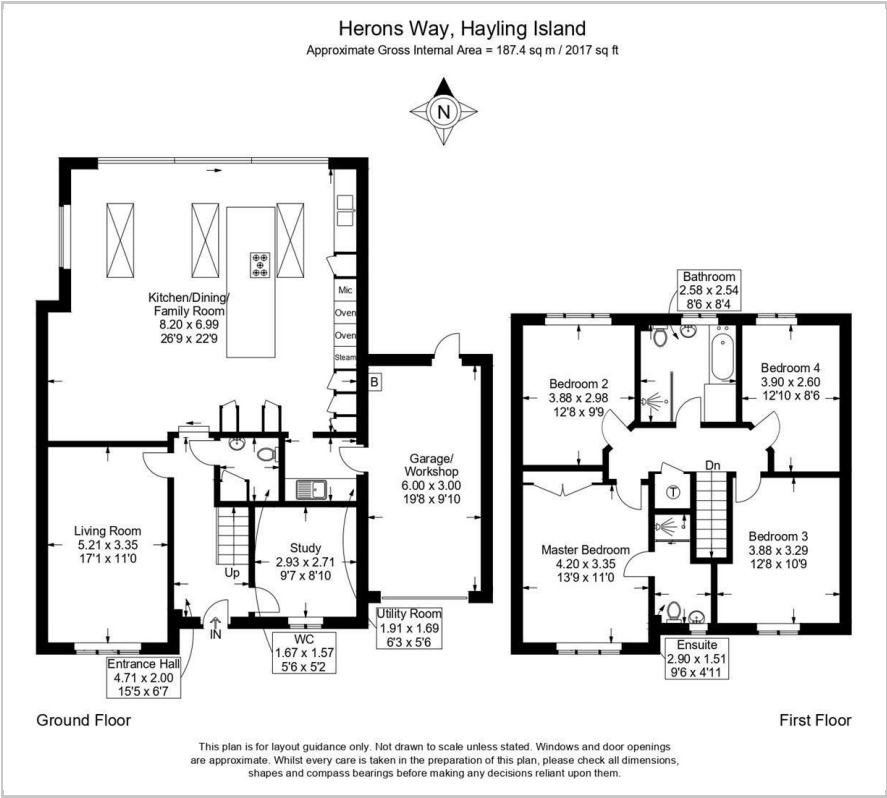 Herons Way, Hayling Island
Approximate Gross Internal Area = 187.4 sq m / 2017 sq ft
N
Kitchen/Dining/
Family Room
8.20 x 6.99
26'9 x 22'9
Mic
Oven
Oven
Steam
B
Garage/
Workshop
6.00 x 3.00
19'8 x 9'10
Living Room
5.21 x 3.35
17'1 x 11'0
Up
Study
2.93 x 2.71
9'7 x 8'10
IN
Entrance Hall
4.71 x 2.00
15'5 x 6'7
WC
1.67 x 1.57
5'6 x 5'2
Utility Room
1.91 x 1.69
6'3 x 5'6
Ground Floor
Bathroom
2.58 x 2.54
8'6 x 8'4
Bedroom 2
3.88 x 2.98
12'8 x 9'9
Bedroom 4
3.90 x 2.60
12'10 x 8'6
Dn
T
Master Bedroom
4.20 x 3.35
13'9 x 11'0
Bedroom 3
3.88 x 3.29
12'8 x 10'9
Ensuite
2.90 x 1.51
9'6 x 4'11
First Floor
This plan is for layout guidance only. Not drawn to scale unless stated. Windows and door openings
are approximate. Whilst every care is taken in the preparation of this plan, please check all dimensions,
shapes and compass bearings before making any decisions reliant upon them.